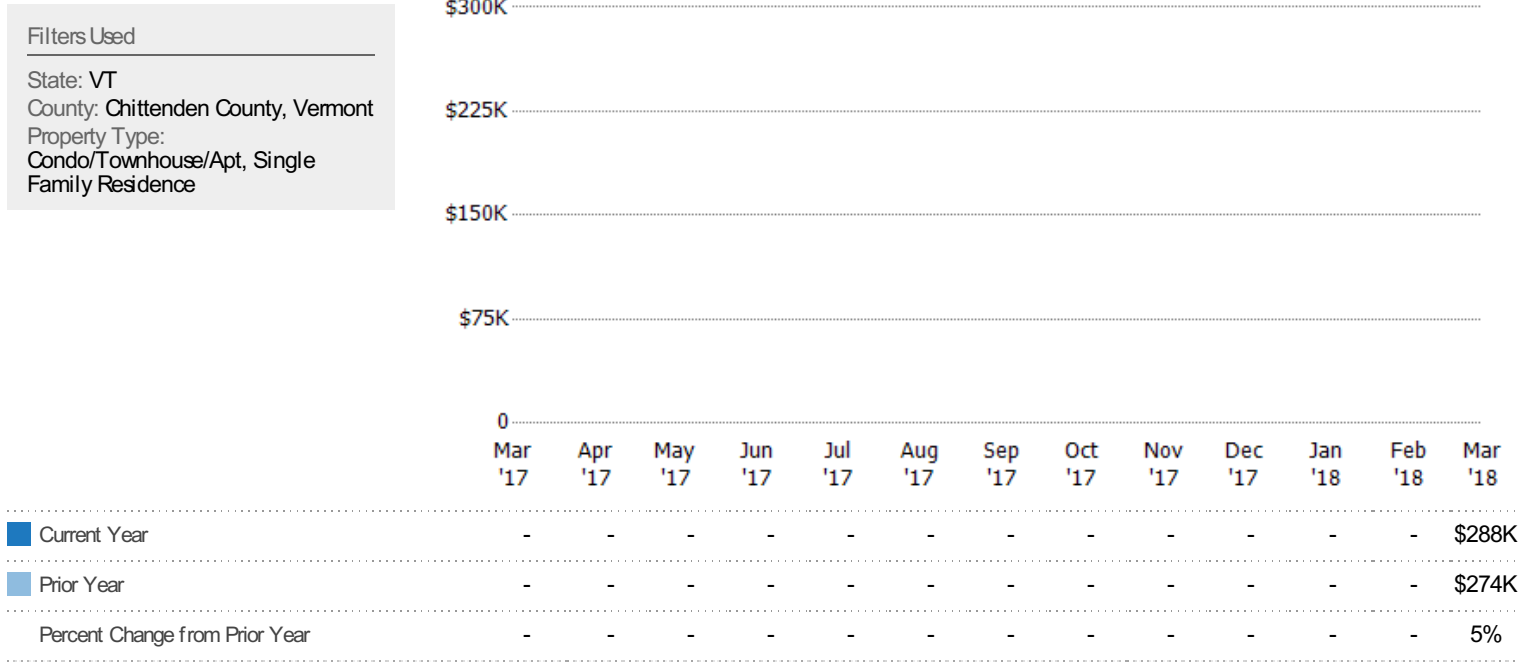 Filters Used
State: VT
County: Chittenden County, Vermont
Property Type:
Condo/Townhouse/Apt, Single
Family Residence
$300K
$225K
$150K
$75K
0
Mar Apr May Jun Jul Aug Sep Oct Nov Dec Jan Feb Mar
'17 '17 '17 '17 '17 '17 '17 '17 '17 '17 '18 '18 '18
Current Year - - - - - - - - - - - - $288K
Prior Year - - - - - - - - - - - - $274K
Percent Change from Prior Year - - - - - - - - - - - - 5%